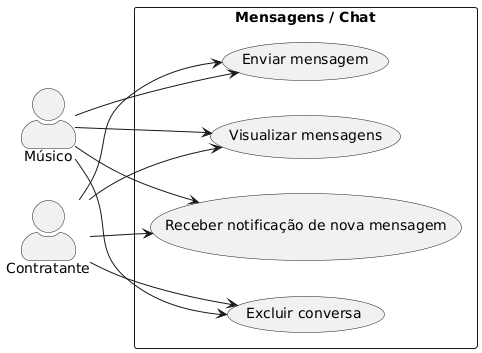 Mensagens / Chat
Enviar mensagem
Visualizar mensagens
Músico
Receber notificação de nova mensagem
Contratante
Excluir conversa